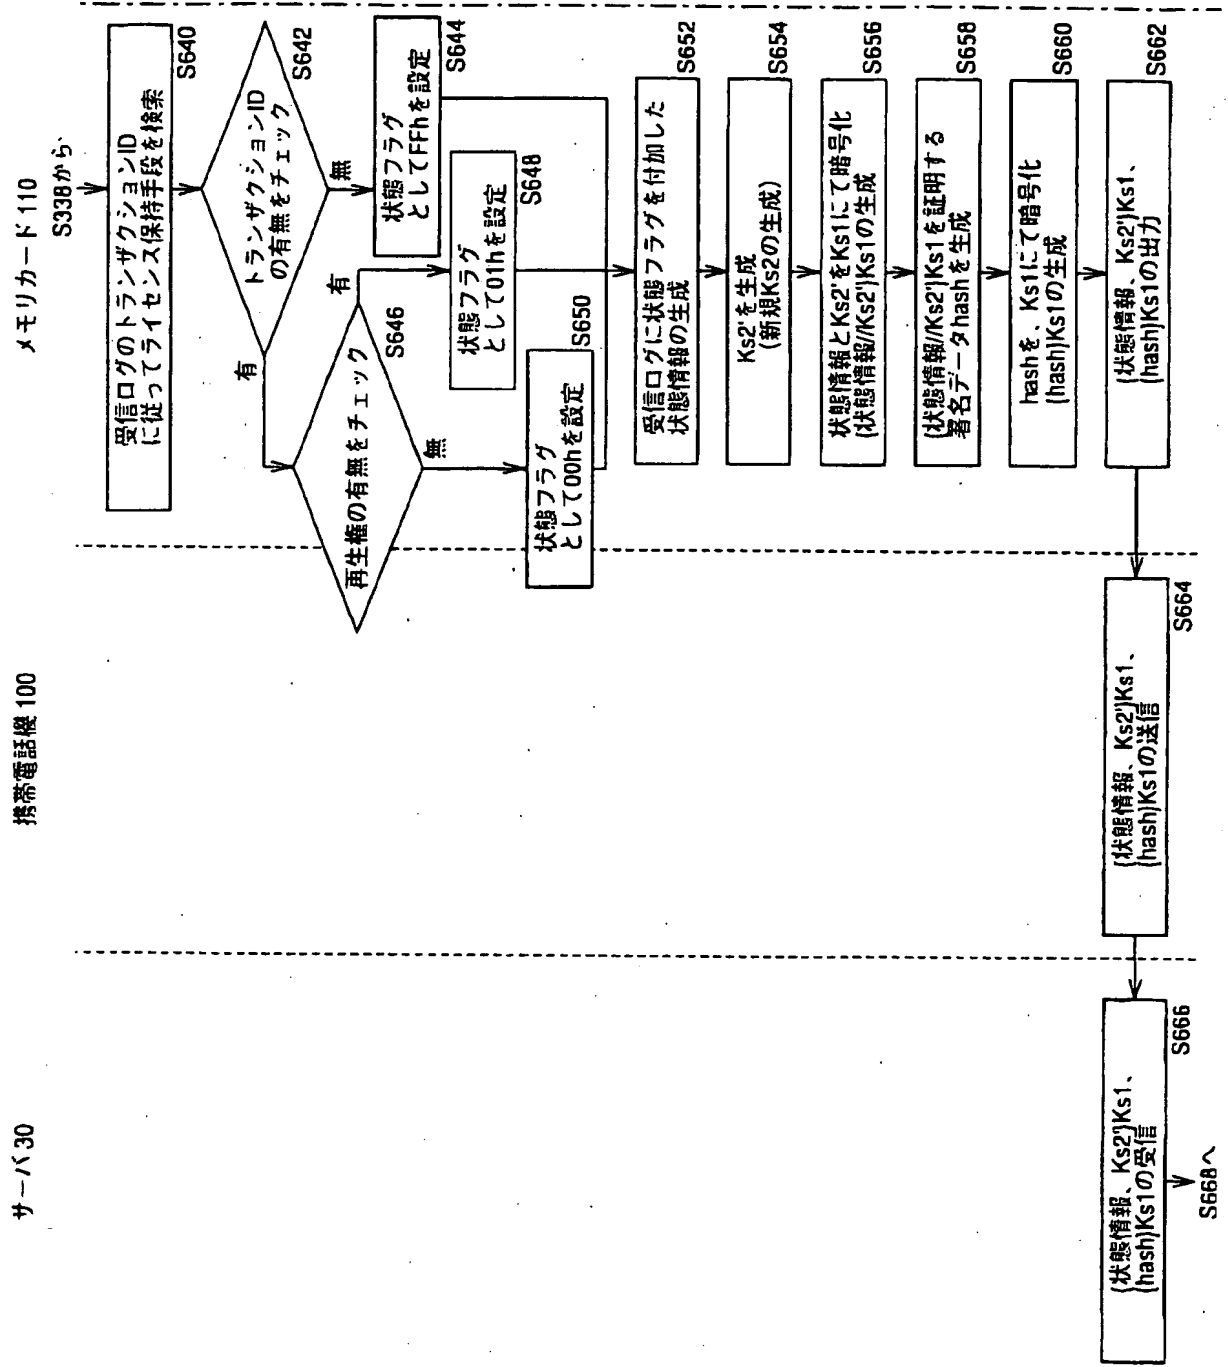 サーバ30
携帯電話機 100
メモリカード 110
S338から
受信ログのトランザクションID
に従ってライセンス保持手段を検索
S640
トランザクションID
の有無をチェック
S642
有
無
状態フラグ
としてFFhを設定
S644
再生権の有無をチェック
S646
有
無
状態フラグ
として01hを設定
S648
状態フラグ
として00hを設定
S650
受信ログに状態フラグを付加した
状態情報の生成
S652
Ks2'を生成
(新規Ks2の生成)
S654
状態情報とKs2'をKs1にて暗号化
{状態情報//Ks2'}Ks1の生成
S656
{状態情報//Ks2'}Ks1を証明する
署名データhashを生成
S658
hashを、Ks1にて暗号化
{hash}Ks1の生成
S660
{状態情報、Ks2'}Ks1、
{hash}Ks1の出力
S662
{状態情報、Ks2'}Ks1、
{hash}Ks1の送信
S664
{状態情報、Ks2'}Ks1、
{hash}Ks1の受信
S666
S668へ